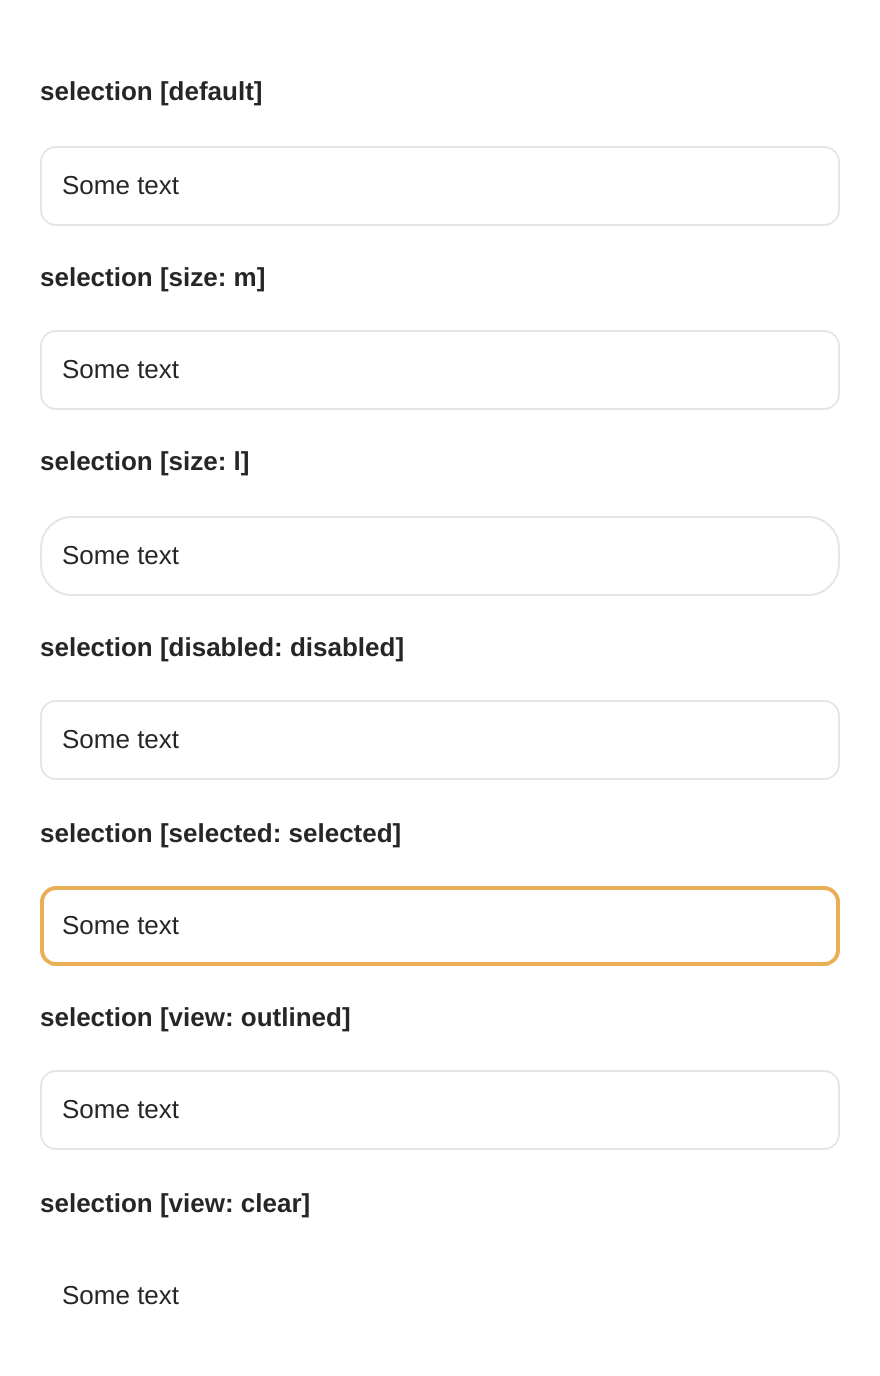 selection [default]
Some text
selection [size: m]
Some text
selection [size: l]
Some text
selection [disabled: disabled]
Some text
selection [selected: selected]
Some text
selection [view: outlined]
Some text
selection [view: clear]
Some text